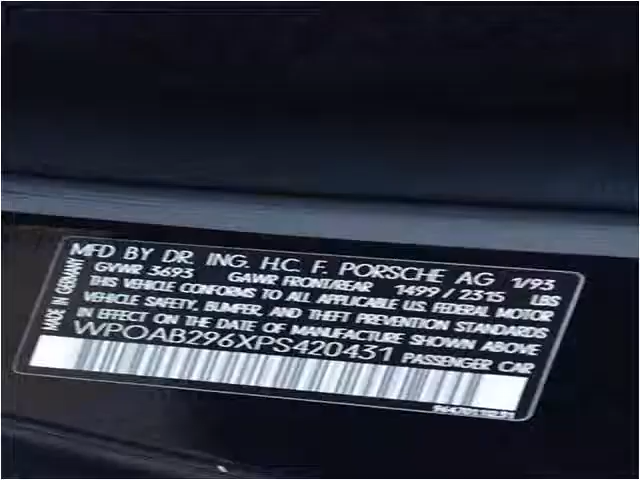 MFD BY DR. ING. H.C. F. PORSCHE AG 1/93
GVWR 3693 GAWR FRONT/REAR 1499/2315 LBS
THIS VEHICLE CONFORMS TO ALL APPLICABLE U.S. FEDERAL MOTOR
VEHICLE SAFETY, BUMPER, AND THEFT PREVENTION STANDARDS
IN EFFECT ON THE DATE OF MANUFACTURE SHOWN ABOVE
WPOAB296XPS420431 PASSENGER CAR
MADE IN GERMANY